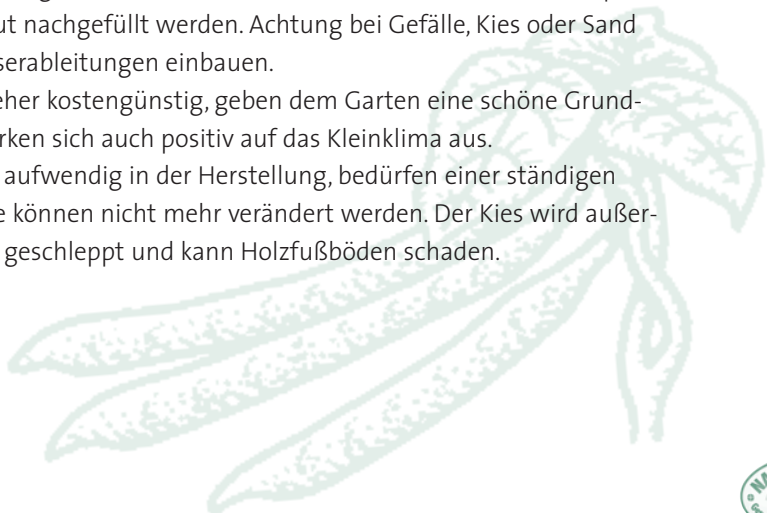 ut nachgefüllt werden. Achtung bei Gefälle, Kies oder Sand
serableitungen einbauen.
eher kostengünstig, geben dem Garten eine schöne Grund-
rken sich auch positiv auf das Kleinklima aus.
aufwendig in der Herstellung, bedürfen einer ständigen
e können nicht mehr verändert werden. Der Kies wird außer-
geschleppt und kann Holzfußböden schaden.